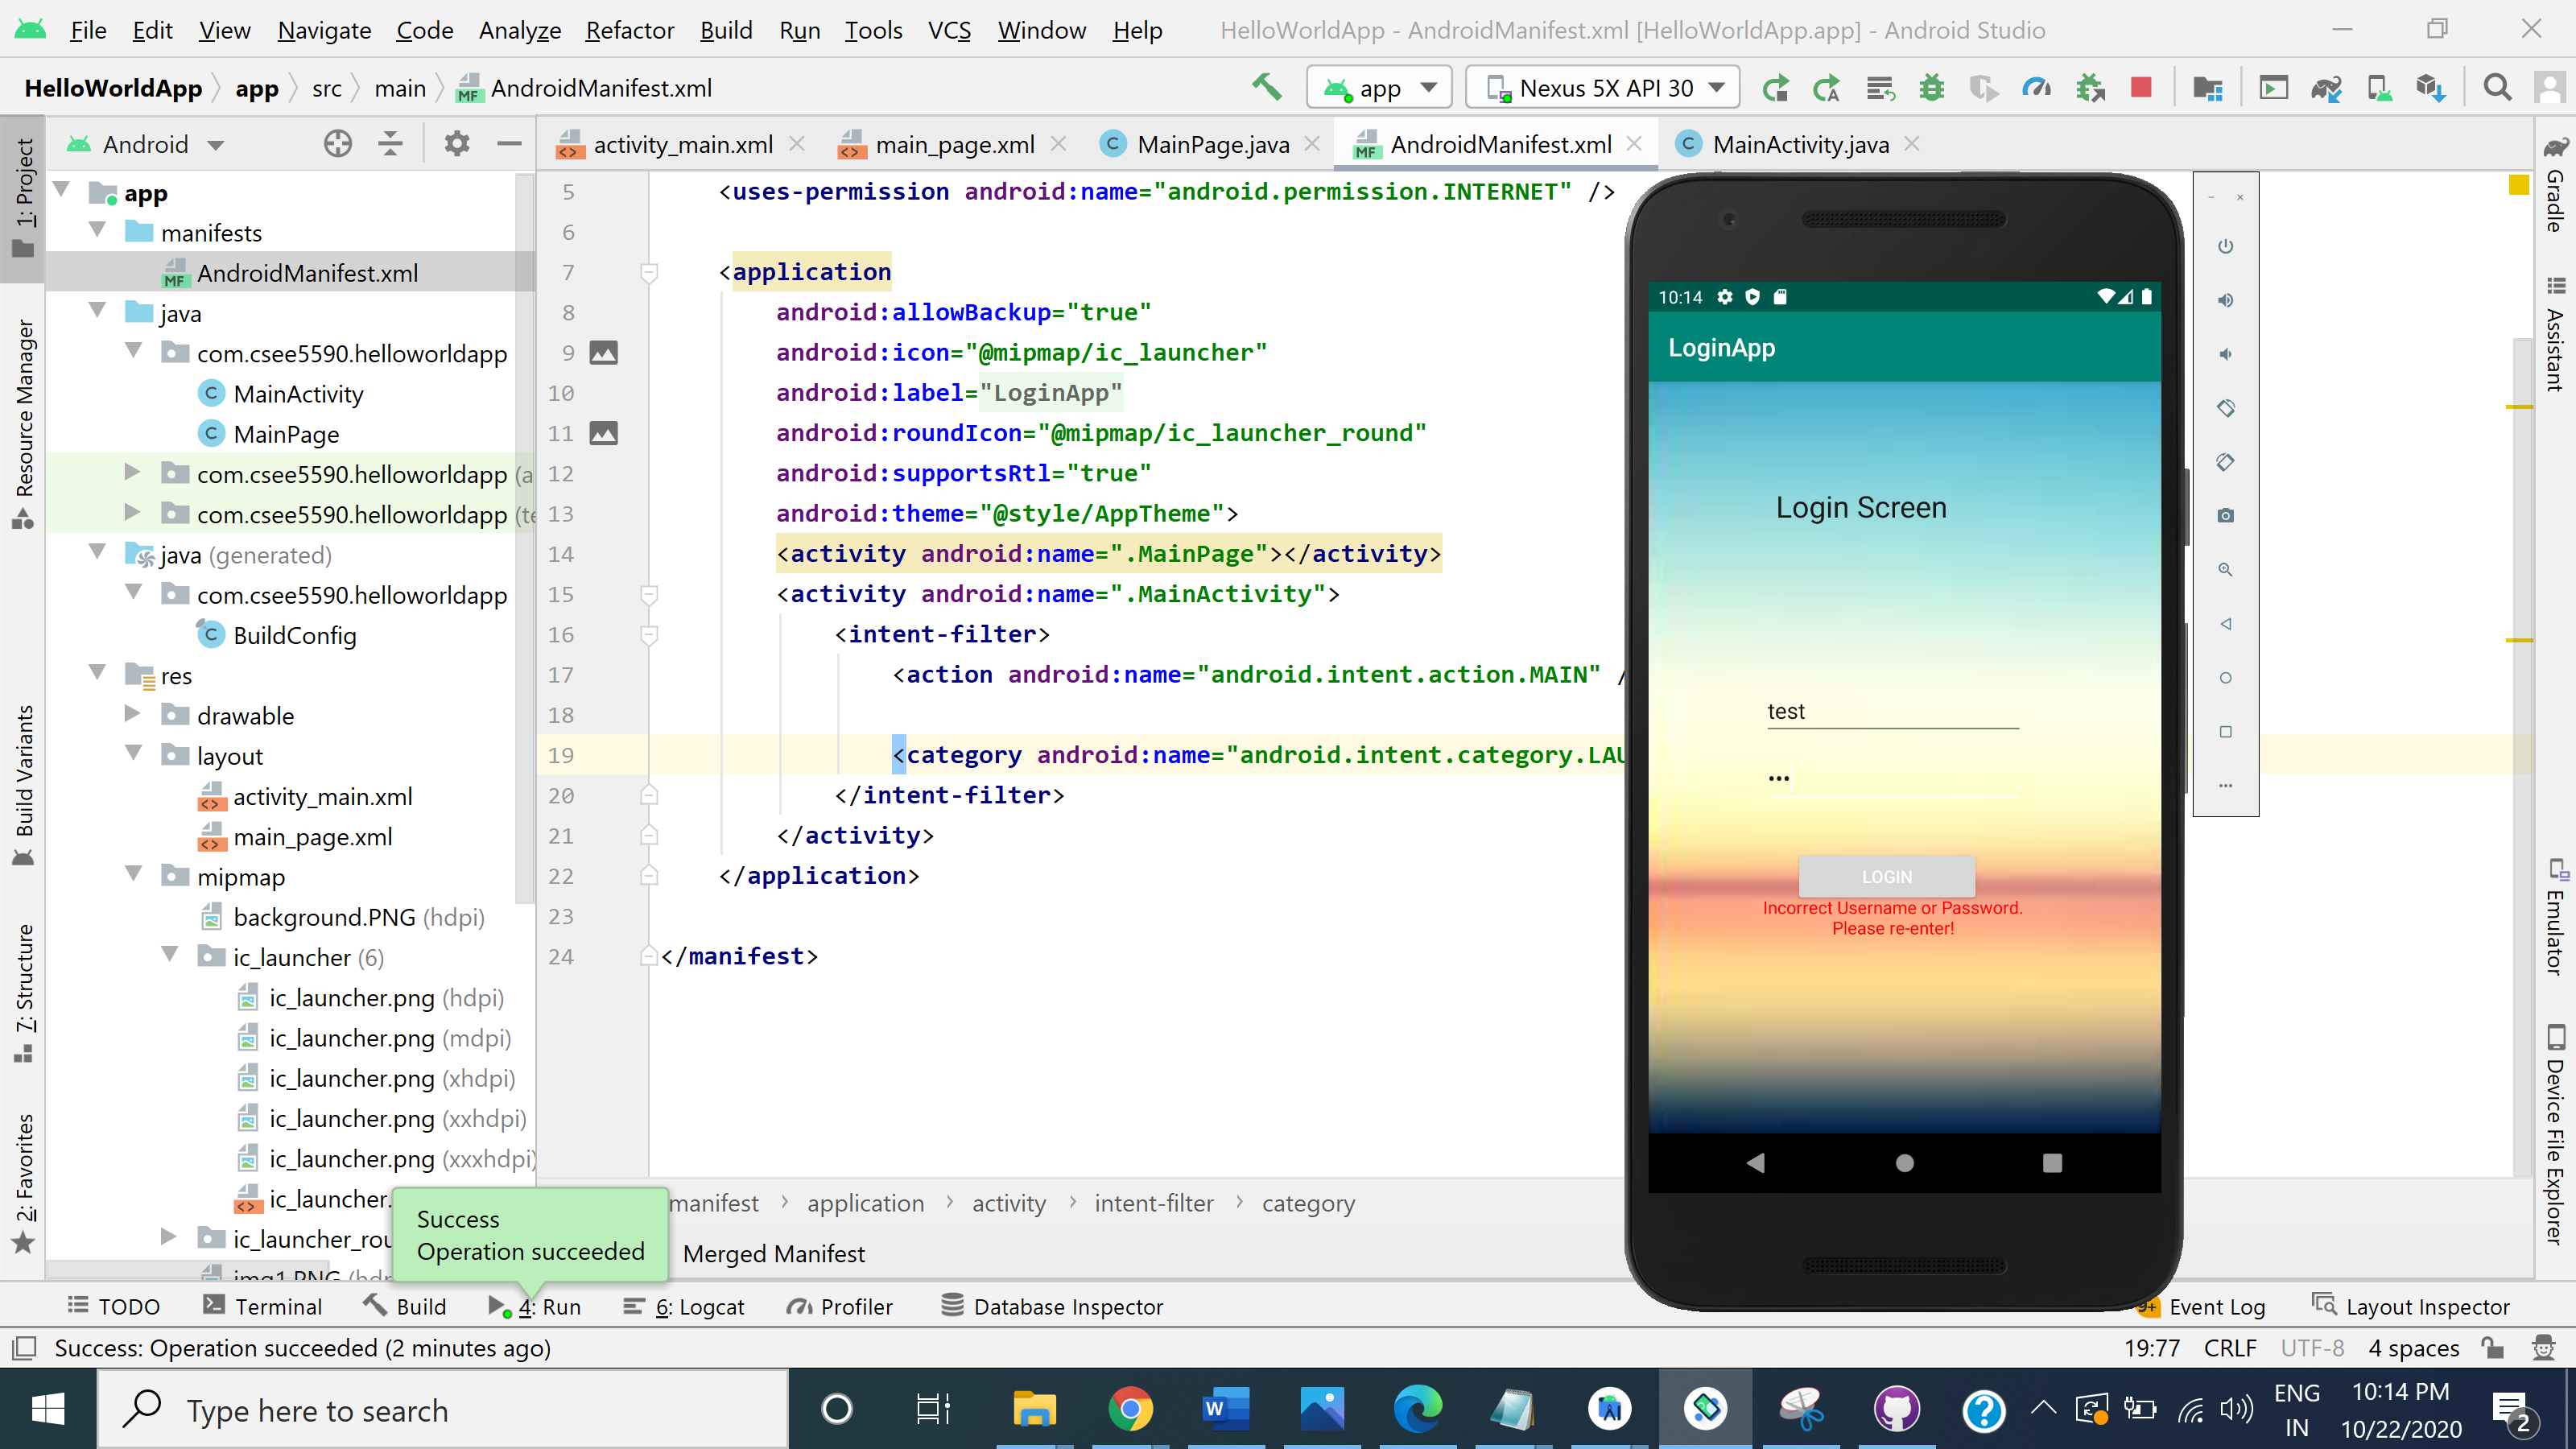 File Edit View Navigate Code Analyze Refactor Build Run Tools VCS Window Help HelloWorldApp - AndroidManifest.xml [HelloWorldApp.app] - Android Studio
HelloWorldApp app src main AndroidManifest.xml app Nexus 5X API 30
Android
activity_main.xml main_page.xml MainPage.java AndroidManifest.xml MainActivity.java
1: Project
Resource Manager
Build Variants
7: Structure
2: Favorites
app
manifests
AndroidManifest.xml
java
com.csee5590.helloworldapp
MainActivity
MainPage
com.csee5590.helloworldapp (a
com.csee5590.helloworldapp (te
java (generated)
com.csee5590.helloworldapp
BuildConfig
res
drawable
layout
activity_main.xml
main_page.xml
mipmap
background.PNG (hdpi)
ic_launcher (6)
ic_launcher.png (hdpi)
ic_launcher.png (mdpi)
ic_launcher.png (xhdpi)
ic_launcher.png (xxhdpi)
ic_launcher.png (xxxhdpi)
ic_launcher.
ic_launcher_rou
img1.PNG (hdp
5 <uses-permission android:name="android.permission.INTERNET" />
6
7 <application
8 android:allowBackup="true"
9 android:icon="@mipmap/ic_launcher"
10 android:label="LoginApp"
11 android:roundIcon="@mipmap/ic_launcher_round"
12 android:supportsRtl="true"
13 android:theme="@style/AppTheme">
14 <activity android:name=".MainPage"></activity>
15 <activity android:name=".MainActivity">
16 <intent-filter>
17 <action android:name="android.intent.action.MAIN" /
18
19 <category android:name="android.intent.category.LAU
20 </intent-filter>
21 </activity>
22 </application>
23
24 </manifest>
10:14
LoginApp
Login Screen
test
•••
LOGIN
Incorrect Username or Password.
Please re-enter!
Gradle
Assistant
Emulator
Device File Explorer
manifest › application › activity › intent-filter › category
Merged Manifest
Success
Operation succeeded
TODO Terminal Build 4: Run 6: Logcat Profiler Database Inspector 9+ Event Log Layout Inspector
Success: Operation succeeded (2 minutes ago) 19:77 CRLF UTF-8 4 spaces
Type here to search
ENG
IN
10:14 PM
10/22/2020
2